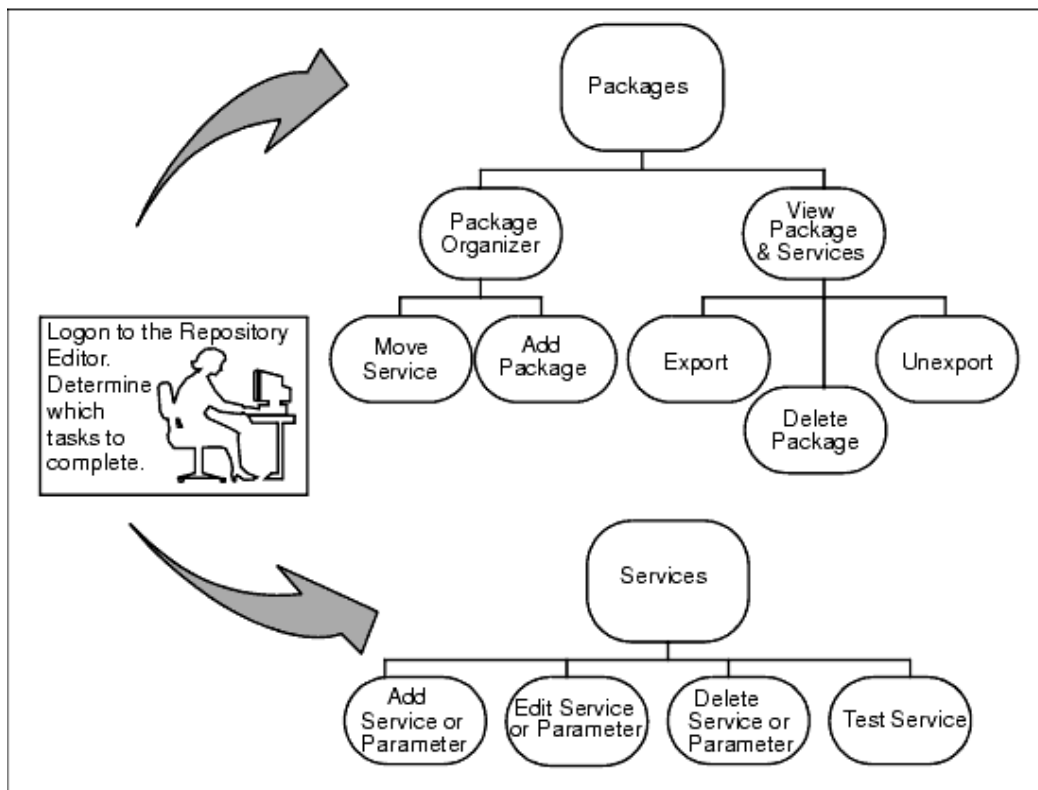 Packages
Package
Organizer
View
Package
& Services
Move
Service
Add
Package
Export
Unexport
Delete
Package
Logon to the Repository
Editor.
Determine
which
tasks to
complete.
Services
Add
Service or
Parameter
Edit Service
or Parameter
Delete
Service or
Parameter
Test Service